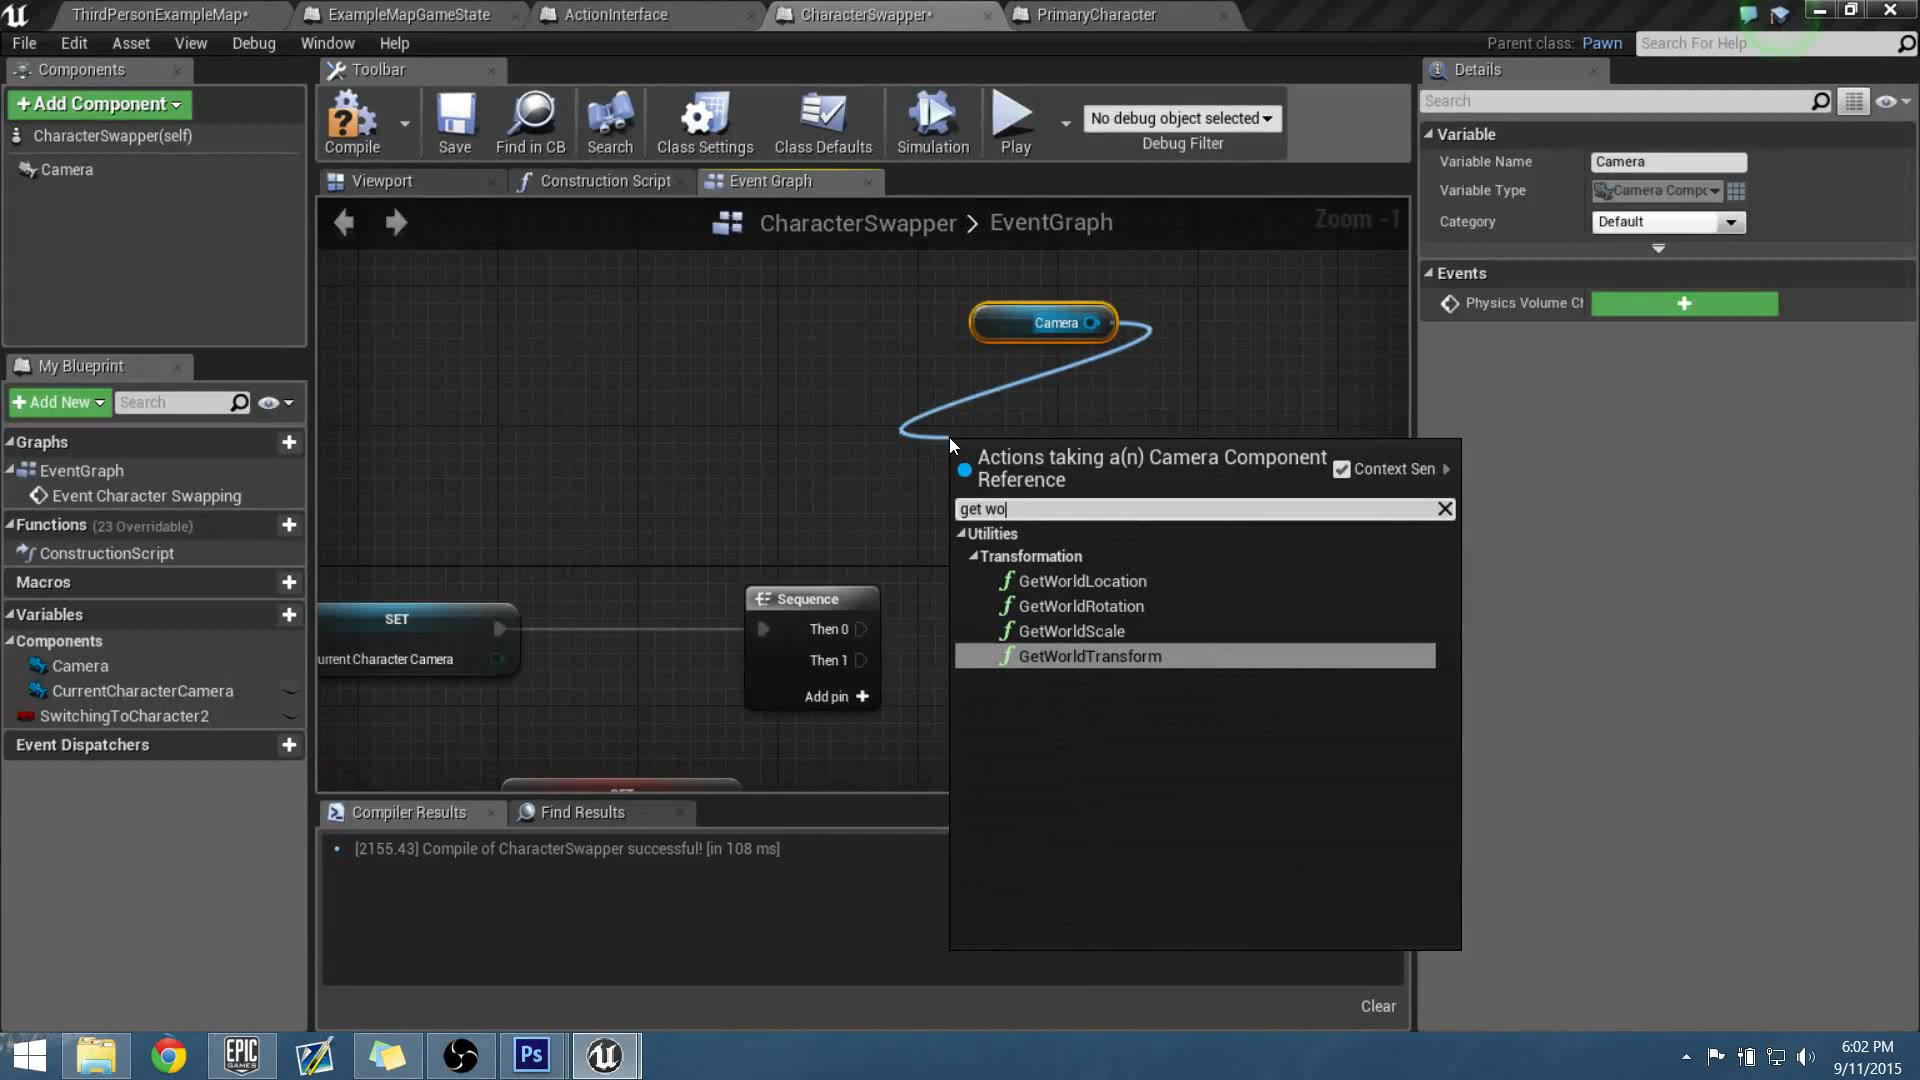 ThirdPersonExampleMap*
ExampleMapGameState
ActionInterface
CharacterSwapper*
PrimaryCharacter
File Edit Asset View Debug Window Help
Parent class: Pawn
Search For Help
Components
Toolbar
Details
+Add Component
CharacterSwapper(self)
Camera
Compile
Save
Find in CB
Search
Class Settings
Class Defaults
Simulation
Play
No debug object selected
Debug Filter
Search
Variable
Variable Name Camera
Variable Type Camera Compc
Category Default
Events
Physics Volume Ch
Viewport
Construction Script
Event Graph
CharacterSwapper > EventGraph
Zoom -1
Camera
My Blueprint
+ Add New
Search
Graphs
EventGraph
Event Character Swapping
Functions (23 Overridable)
ConstructionScript
Macros
Variables
Components
Camera
CurrentCharacterCamera
SwitchingToCharacter2
Event Dispatchers
SET
urrent Character Camera
Sequence
Then 0
Then 1
Add pin +
SET
Actions taking a(n) Camera Component
Reference
Context Sen
get wo
Utilities
Transformation
GetWorldLocation
GetWorldRotation
GetWorldScale
GetWorldTransform
Compiler Results
Find Results
• [2155.43] Compile of CharacterSwapper successful! [in 108 ms]
Clear
EPIC
GAMES
Ps
6:02 PM
9/11/2015